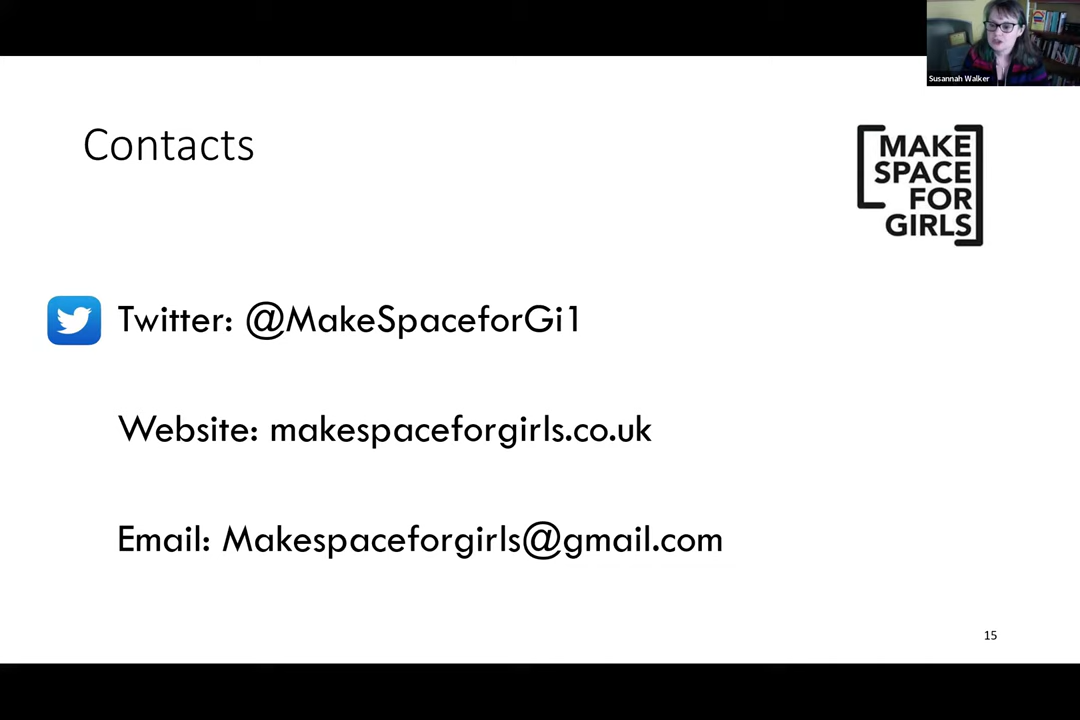 Susannah Walker
Contacts
MAKE
SPACE
FOR
GIRLS
Twitter: @MakeSpaceforGi1
Website: makespaceforgirls.co.uk
Email: Makespaceforgirls@gmail.com
15